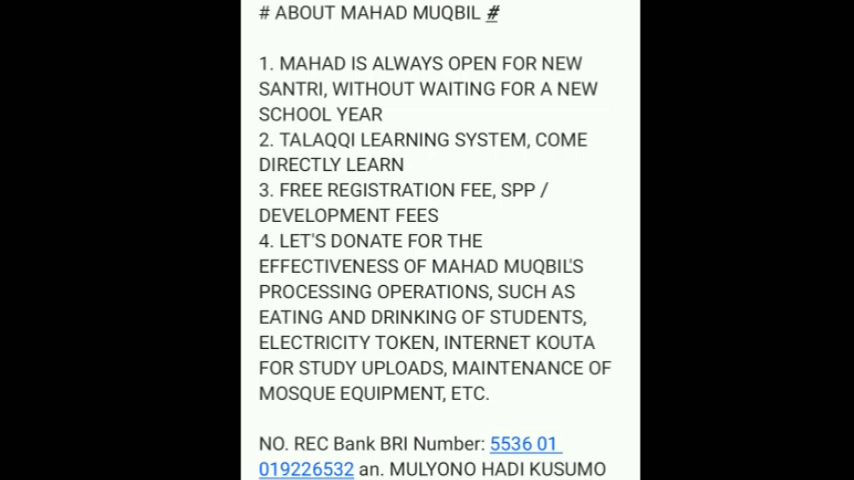 # ABOUT MAHAD MUQBIL #
1. MAHAD IS ALWAYS OPEN FOR NEW
SANTRI, WITHOUT WAITING FOR A NEW
SCHOOL YEAR
2. TALAQQI LEARNING SYSTEM, COME
DIRECTLY LEARN
3. FREE REGISTRATION FEE, SPP /
DEVELOPMENT FEES
4. LET'S DONATE FOR THE
EFFECTIVENESS OF MAHAD MUQBIL'S
PROCESSING OPERATIONS, SUCH AS
EATING AND DRINKING OF STUDENTS,
ELECTRICITY TOKEN, INTERNET KOUTA
FOR STUDY UPLOADS, MAINTENANCE OF
MOSQUE EQUIPMENT, ETC.
NO. REC Bank BRI Number: 5536 01
019226532 an. MULYONO HADI KUSUMO